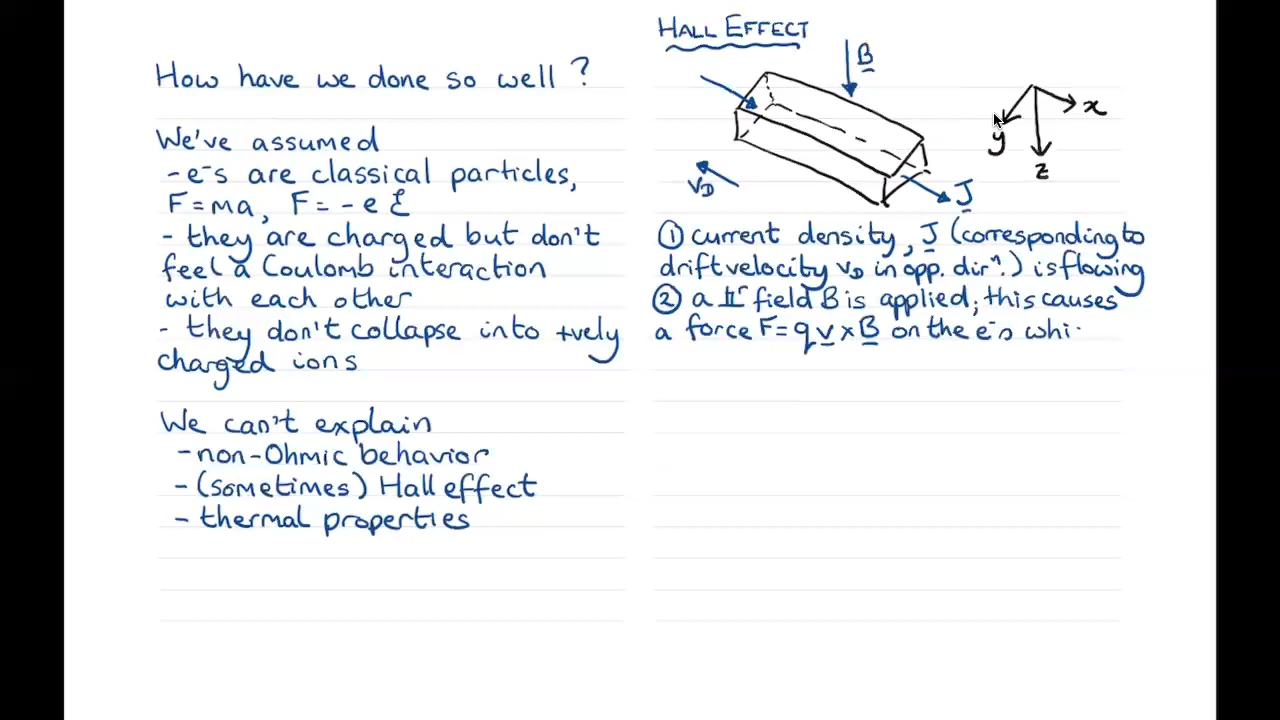 How have we done so well?
We've assumed
- e⁻s are classical particles,
F = ma, F = -eℰ
- they are charged but don't
feel a Coulomb interaction
with each other
- they don't collapse into +vely
charged ions
We can't explain
- non-Ohmic behavior
- (sometimes) Hall effect
- thermal properties
HALL EFFECT
B
x
y
z
v_D
J
① current density, J (corresponding to
drift velocity v_D in opp. dirⁿ.) is flowing
② a field B is applied; this causes
a force F = qv × B on the e⁻s whi